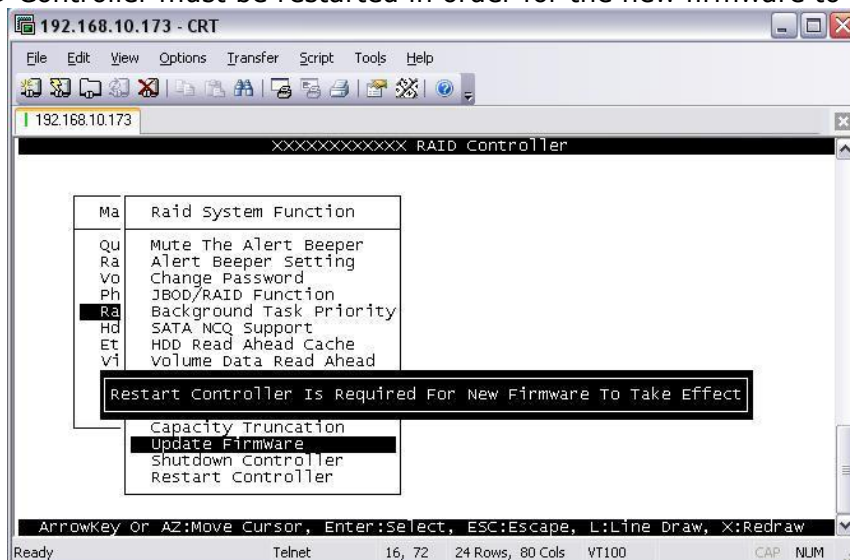 Controller must be restarted in order for the new firmware to
192.168.10.173 - CRT
File Edit View Options Transfer Script Tools Help
192.168.10.173
XXXXXXXXXXXX RAID Controller
Ma Raid System Function
Qu Mute The Alert Beeper
Ra Alert Beeper Setting
Vo Change Password
Ph JBOD/RAID Function
Ra Background Task Priority
Hd SATA NCQ Support
Et HDD Read Ahead Cache
Vi Volume Data Read Ahead
Restart Controller Is Required For New Firmware To Take Effect
Capacity Truncation
Update Firmware
Shutdown Controller
Restart Controller
ArrowKey Or AZ:Move Cursor, Enter:Select, ESC:Escape, L:Line Draw, X:Redraw
Ready Telnet 16, 72 24 Rows, 80 Cols VT100 CAP NUM